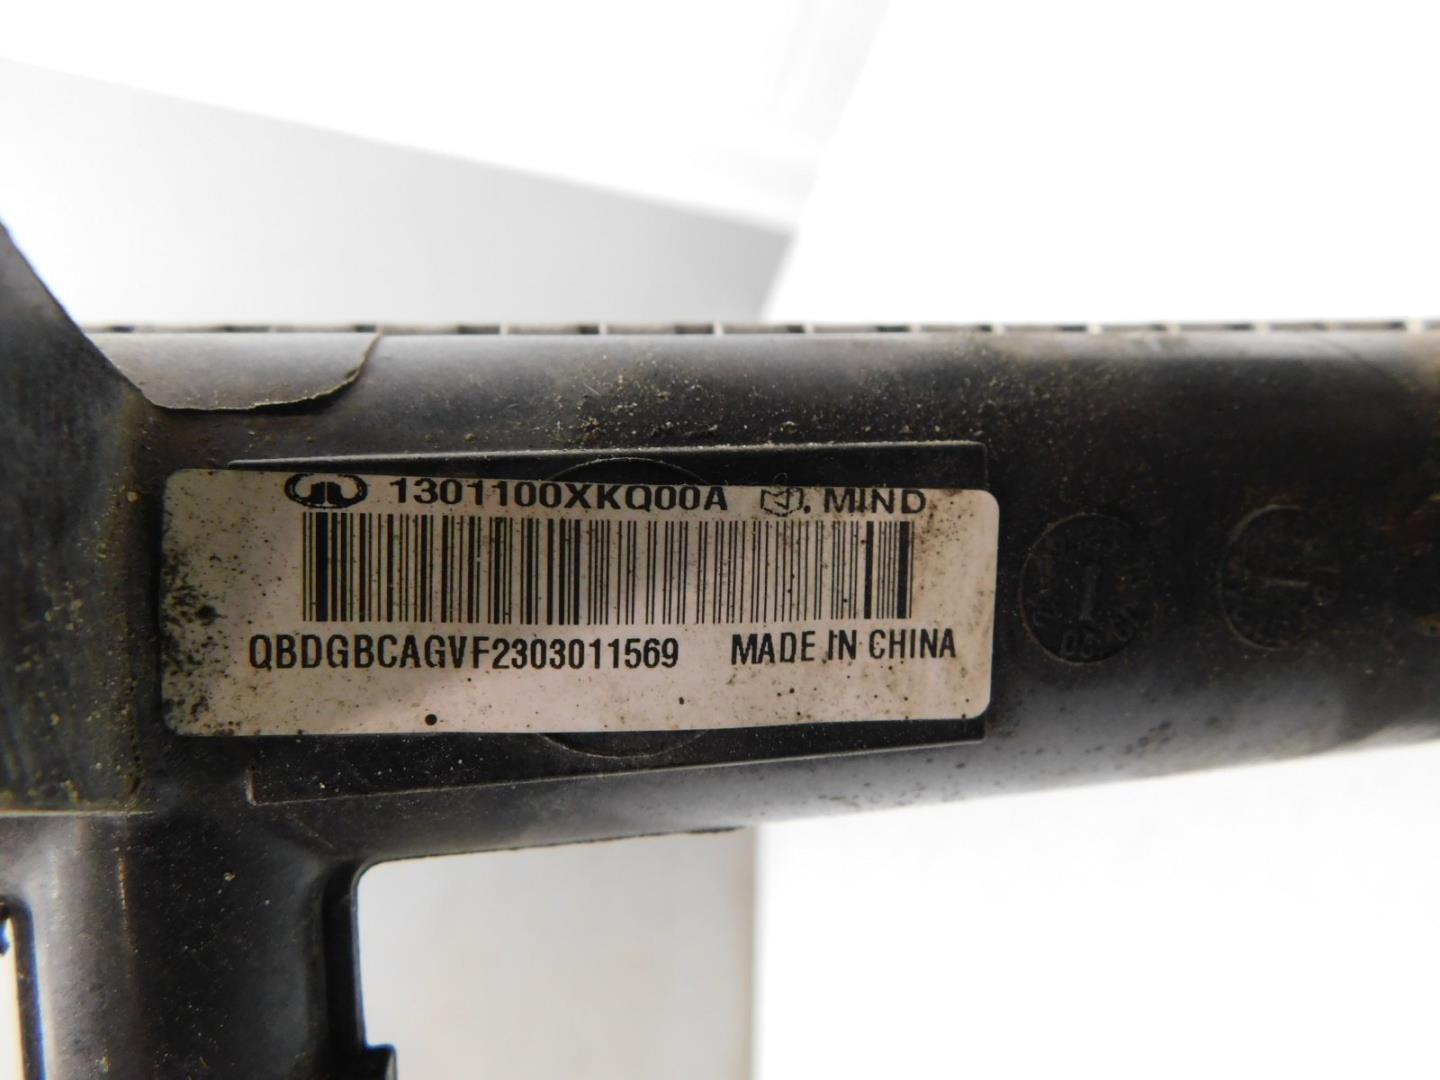 1301100XKQ00A MIND
QBDGBCAGVF2303011569 MADE IN CHINA